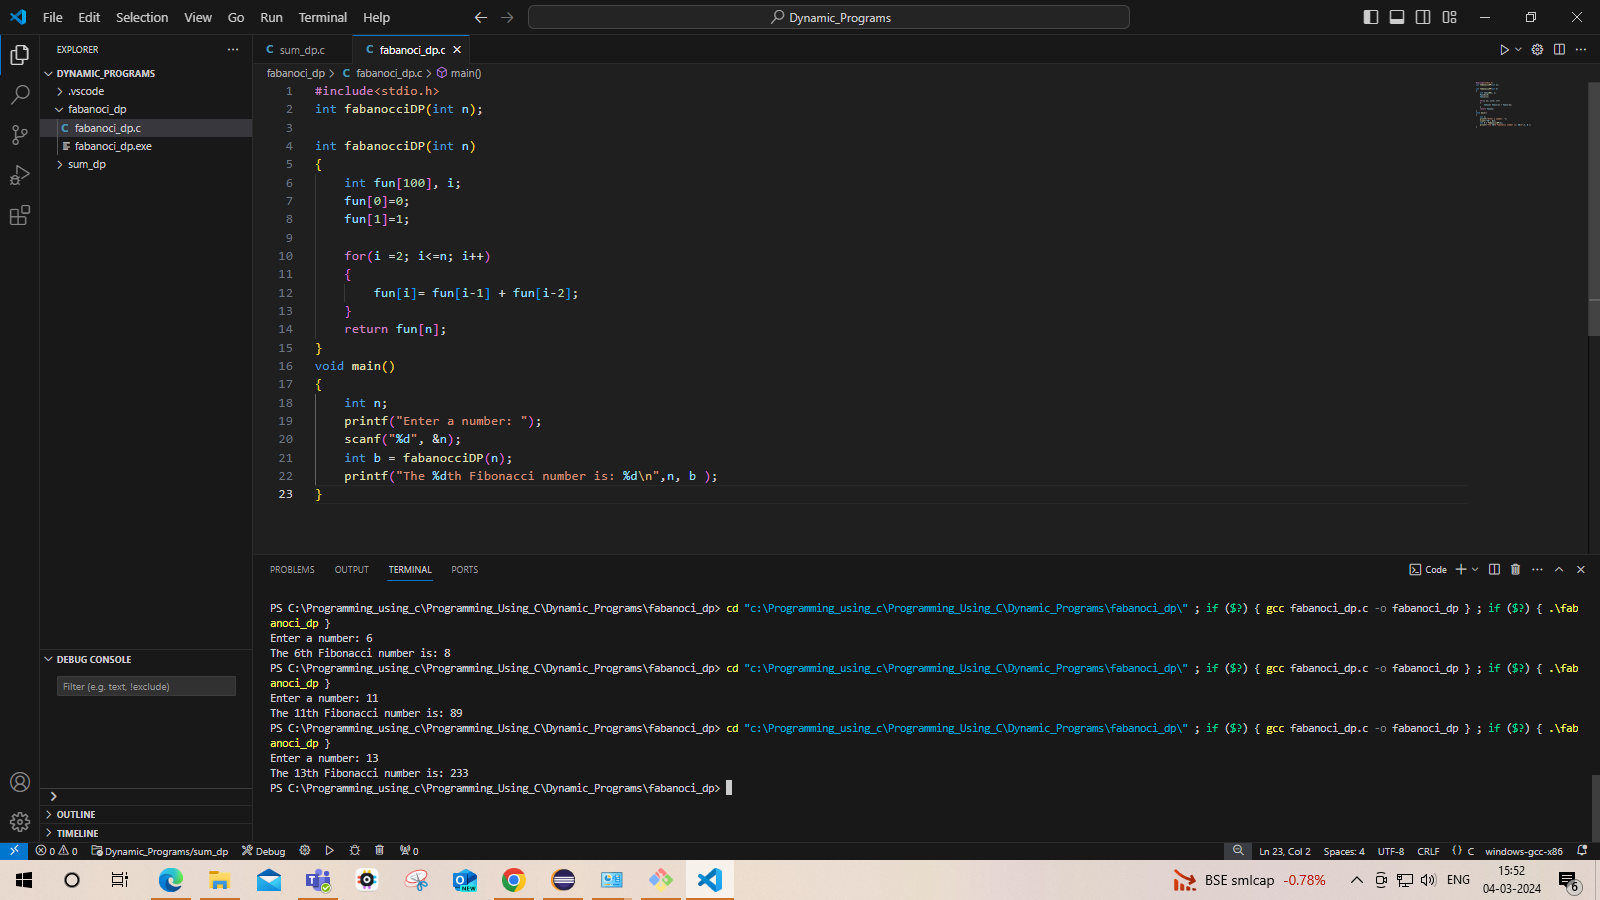 File Edit Selection View Go Run Terminal Help
Dynamic_Programs
EXPLORER
DYNAMIC_PROGRAMS
.vscode
fabanoci_dp
C fabanoci_dp.c
fabanoci_dp.exe
sum_dp
DEBUG CONSOLE
Filter (e.g. text, !exclude)
OUTLINE
TIMELINE
C sum_dp.c
C fabanoci_dp.c
fabanoci_dp > C fabanoci_dp.c > main()
1 #include<stdio.h>
2 int fabanocciDP(int n);
3
4 int fabanocciDP(int n)
5 {
6 int fun[100], i;
7 fun[0]=0;
8 fun[1]=1;
9
10 for(i =2; i<=n; i++)
11 {
12 fun[i]= fun[i-1] + fun[i-2];
13 }
14 return fun[n];
15 }
16 void main()
17 {
18 int n;
19 printf("Enter a number: ");
20 scanf("%d", &n);
21 int b = fabanocciDP(n);
22 printf("The %dth Fibonacci number is: %d\n",n, b );
23 }
PROBLEMS OUTPUT TERMINAL PORTS
Code
PS C:\Programming_using_c\Programming_Using_C\Dynamic_Programs\fabanoci_dp> cd "c:\Programming_using_c\Programming_Using_C\Dynamic_Programs\fabanoci_dp\" ; if ($?) { gcc fabanoci_dp.c -o fabanoci_dp } ; if ($?) { .\fab
anoci_dp }
Enter a number: 6
The 6th Fibonacci number is: 8
PS C:\Programming_using_c\Programming_Using_C\Dynamic_Programs\fabanoci_dp> cd "c:\Programming_using_c\Programming_Using_C\Dynamic_Programs\fabanoci_dp\" ; if ($?) { gcc fabanoci_dp.c -o fabanoci_dp } ; if ($?) { .\fab
anoci_dp }
Enter a number: 11
The 11th Fibonacci number is: 89
PS C:\Programming_using_c\Programming_Using_C\Dynamic_Programs\fabanoci_dp> cd "c:\Programming_using_c\Programming_Using_C\Dynamic_Programs\fabanoci_dp\" ; if ($?) { gcc fabanoci_dp.c -o fabanoci_dp } ; if ($?) { .\fab
anoci_dp }
Enter a number: 13
The 13th Fibonacci number is: 233
PS C:\Programming_using_c\Programming_Using_C\Dynamic_Programs\fabanoci_dp>
0 0 Dynamic_Programs/sum_dp Debug 0
Ln 23, Col 2 Spaces: 4 UTF-8 CRLF {} C windows-gcc-x86
NEW
BSE smlcap -0.78%
ENG
15:52
04-03-2024
6